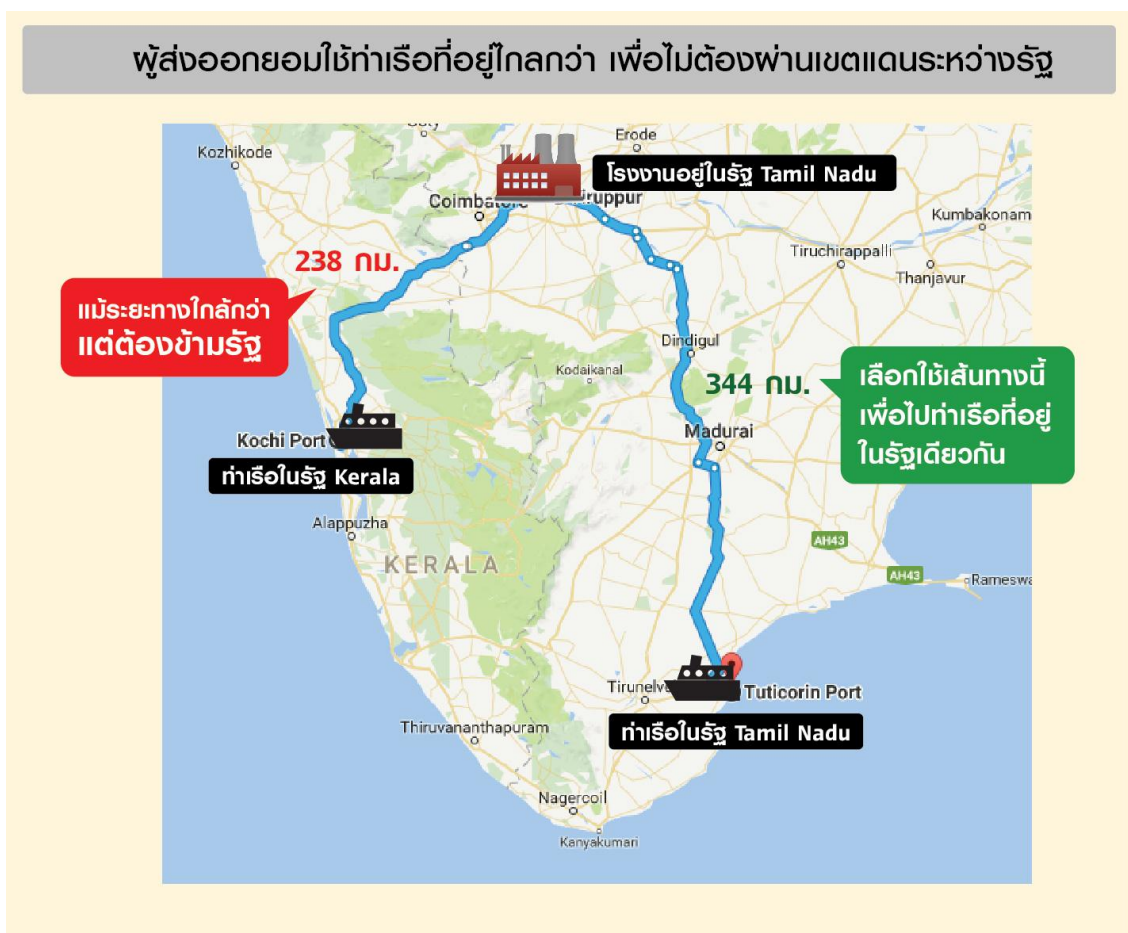 ผู้ส่งออกยอมใช้ท่าเรือที่อยู่ไกลกว่า เพื่อไม่ต้องผ่านเขตแดนระหว่างรัฐ
Kozhikode
Erode
โรงงานอยู่ในรัฐ Tamil Nadu
Coimbatore
Kumbakonam
Tiruchirappalli
Thanjavur
238 กม.
แม้ระยะทางใกล้กว่า
แต่ต้องข้ามรัฐ
Dindigul
Kodaikanal
344 กม.
เลือกใช้เส้นทางนี้
เพื่อไปท่าเรือที่อยู่
ในรัฐเดียวกัน
Madurai
Kochi Port
ท่าเรือในรัฐ Kerala
Alappuzha
KERALA
AH43
AH43
Rameswa
Tirunelv
Tuticorin Port
ท่าเรือในรัฐ Tamil Nadu
Thiruvananthapuram
Nagercoil
Kanyakumari